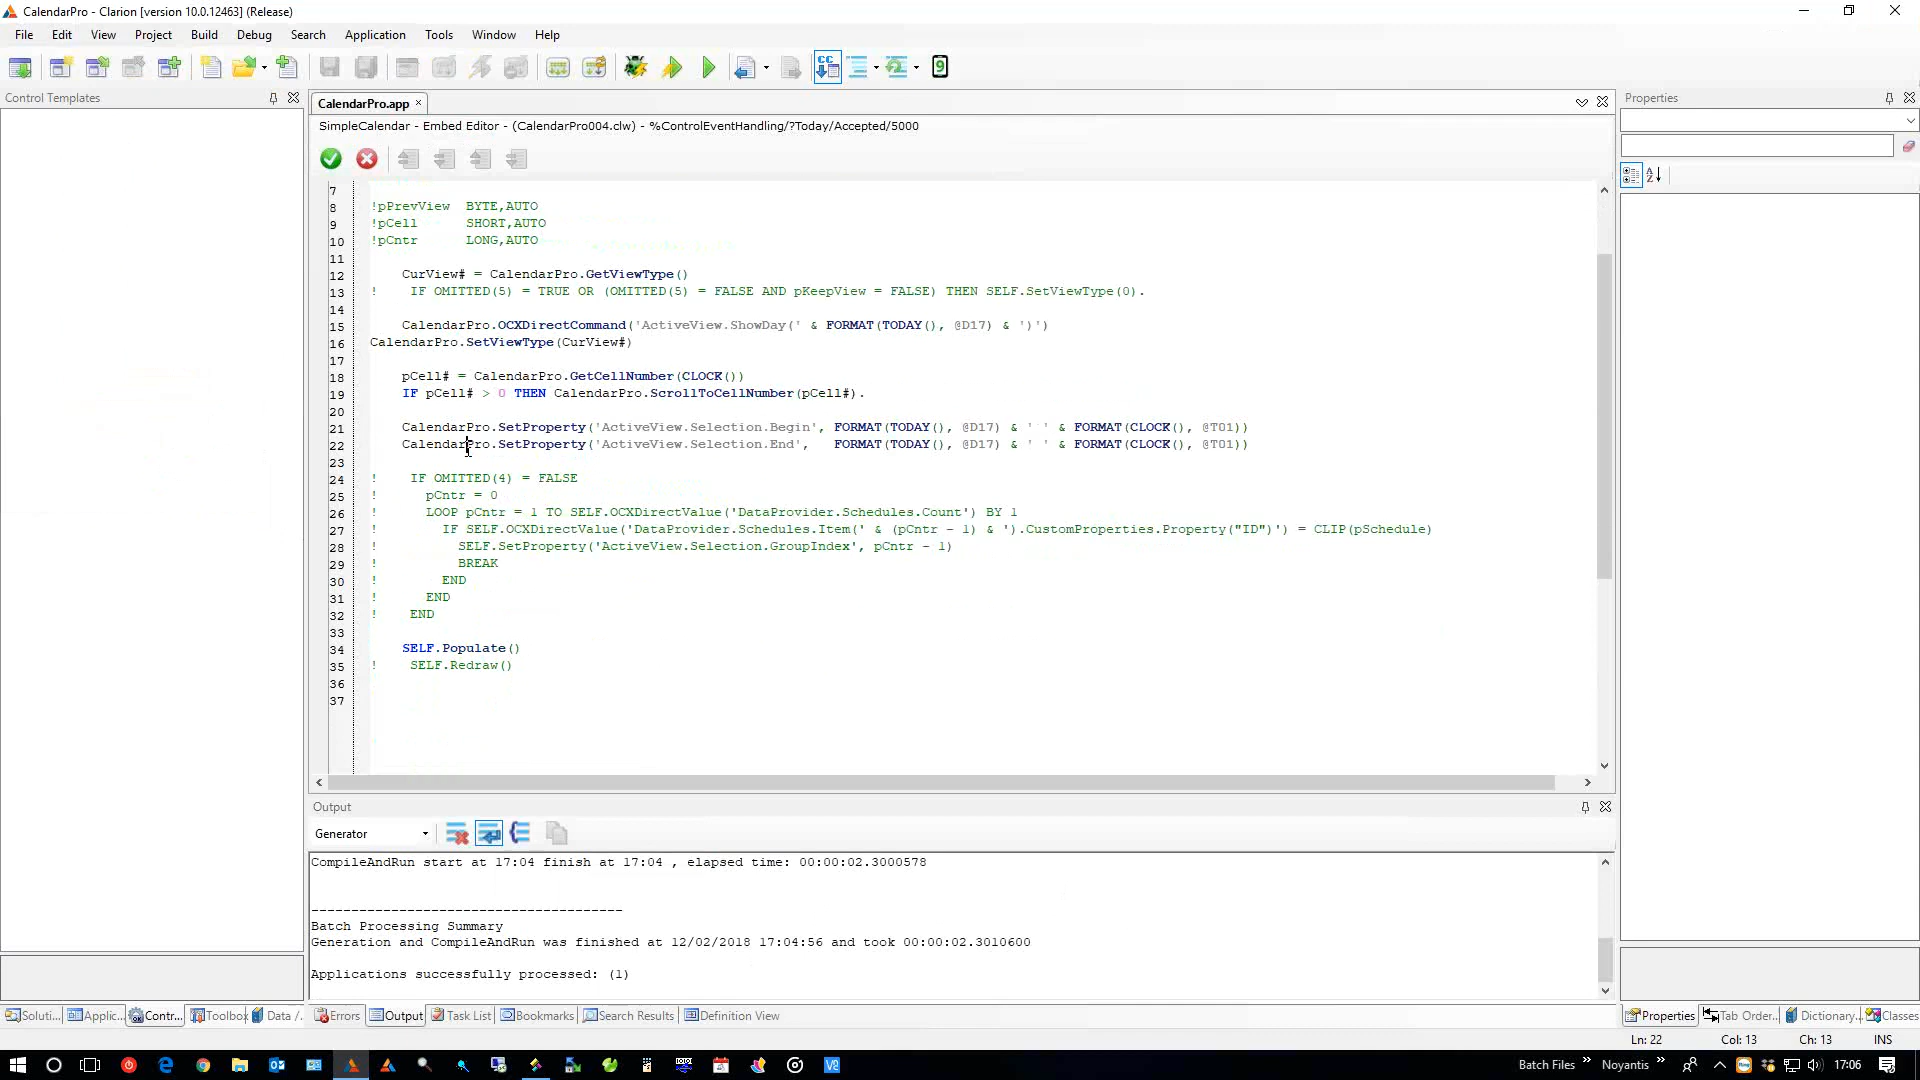 CalendarPro - Clarion [version 10.0.12463] (Release)
File Edit View Project Build Debug Search Application Tools Window Help
Control Templates
CalendarPro.app
Properties
SimpleCalendar - Embed Editor - (CalendarPro004.clw) - %ControlEventHandling/?Today/Accepted/5000
7
8 !pPrevView BYTE,AUTO
9 !pCell SHORT,AUTO
10 !pCntr LONG,AUTO
11
12 CurView# = CalendarPro.GetViewType()
13 ! IF OMITTED(5) = TRUE OR (OMITTED(5) = FALSE AND pKeepView = FALSE) THEN SELF.SetViewType(0).
14
15 CalendarPro.OCXDirectCommand('ActiveView.ShowDay(' & FORMAT(TODAY(), @D17) & ')')
16 CalendarPro.SetViewType(CurView#)
17
18 pCell# = CalendarPro.GetCellNumber(CLOCK())
19 IF pCell# > 0 THEN CalendarPro.ScrollToCellNumber(pCell#).
20
21 CalendarPro.SetProperty('ActiveView.Selection.Begin', FORMAT(TODAY(), @D17) & ' ' & FORMAT(CLOCK(), @T01))
22 CalendarPro.SetProperty('ActiveView.Selection.End', FORMAT(TODAY(), @D17) & ' ' & FORMAT(CLOCK(), @T01))
23
24 ! IF OMITTED(4) = FALSE
25 ! pCntr = 0
26 ! LOOP pCntr = 1 TO SELF.OCXDirectValue('DataProvider.Schedules.Count') BY 1
27 ! IF SELF.OCXDirectValue('DataProvider.Schedules.Item(' & (pCntr - 1) & ').CustomProperties.Property("ID")') = CLIP(pSchedule)
28 ! SELF.SetProperty('ActiveView.Selection.GroupIndex', pCntr - 1)
29 ! BREAK
30 ! END
31 ! END
32 ! END
33
34 SELF.Populate()
35 ! SELF.Redraw()
36
37
Output
Generator
CompileAndRun start at 17:04 finish at 17:04 , elapsed time: 00:00:02.3000578
---------------------------------------
Batch Processing Summary
Generation and CompileAndRun was finished at 12/02/2018 17:04:56 and took 00:00:02.3010600
Applications successfully processed: (1)
Soluti... Applic... Contr... Toolbox Data /... Errors Output Task List Bookmarks Search Results Definition View Properties Tab Order... Dictionary... Classes
Ln: 22 Col: 13 Ch: 13 INS
Batch Files » Noyantis » 17:06